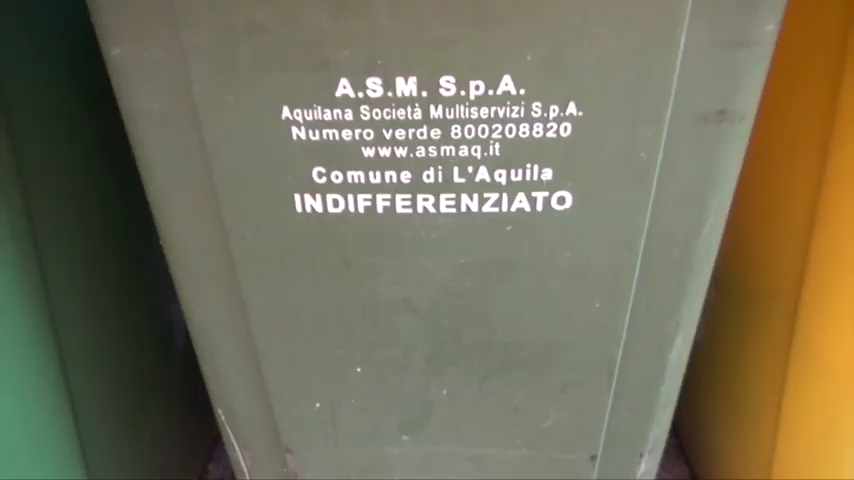 A.S.M. S.p.A.
Aquilana Società Multiservizi S.p.A.
Numero verde 800208820
www.asmaq.it
Comune di L'Aquila
INDIFFERENZIATO